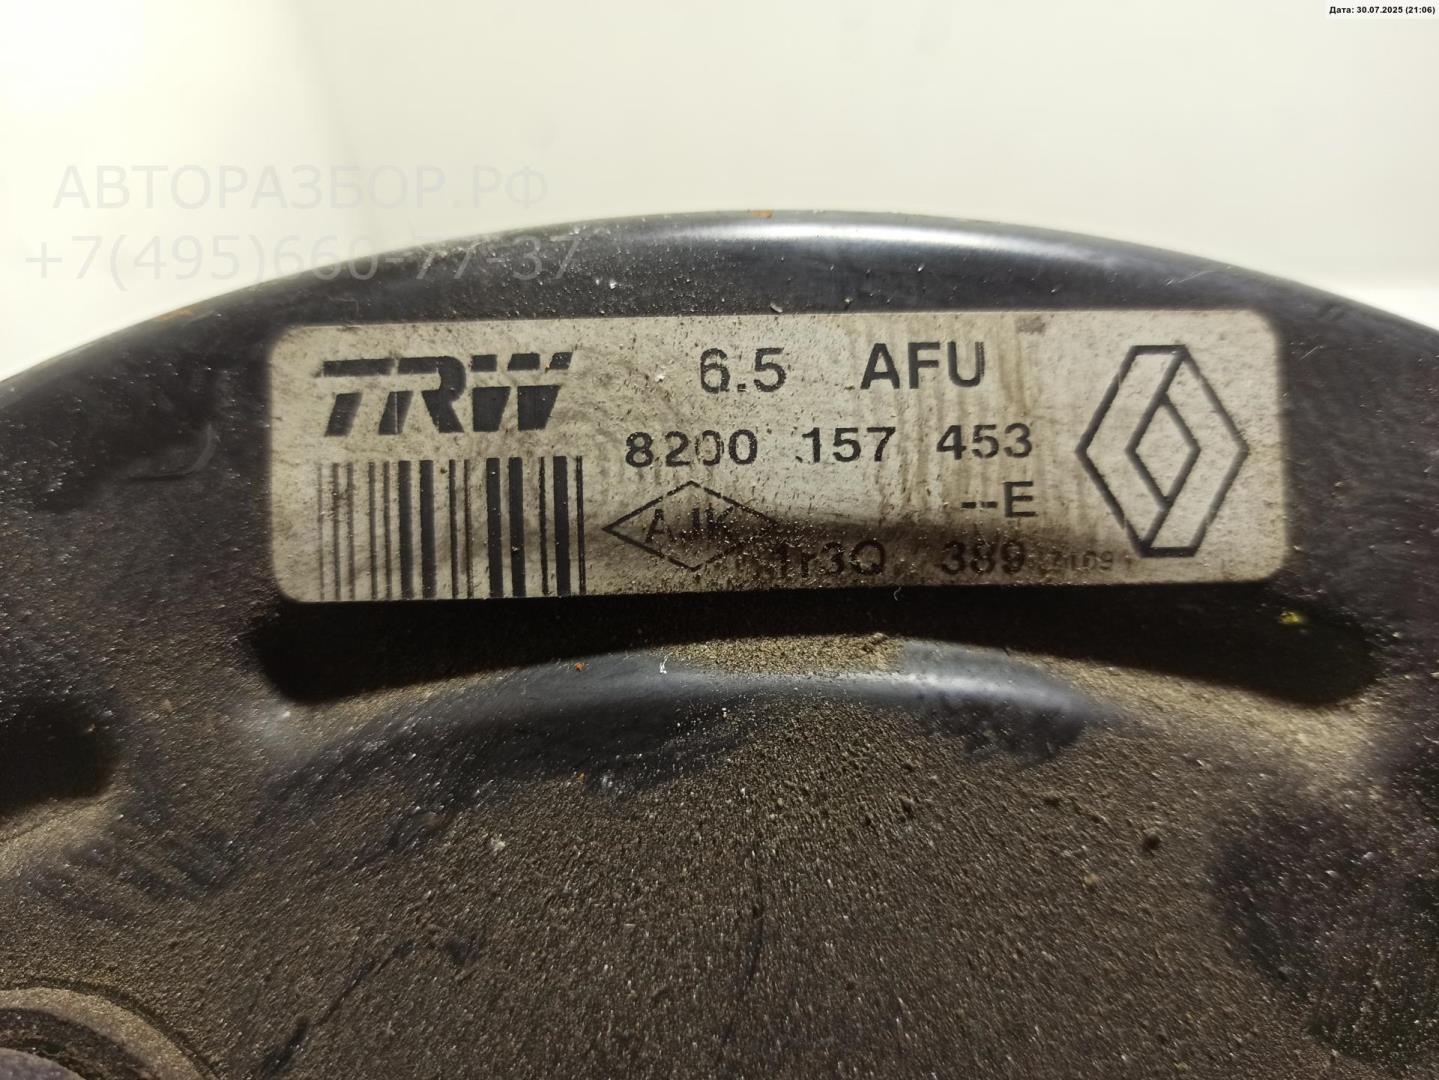 Дата: 30.07.2025 (21:06)
АВТОРАЗБОР.РФ
+7(495)660-77-37
TRW 6.5 AFU
8200 157 453
--E
AJK
1r3Q 389